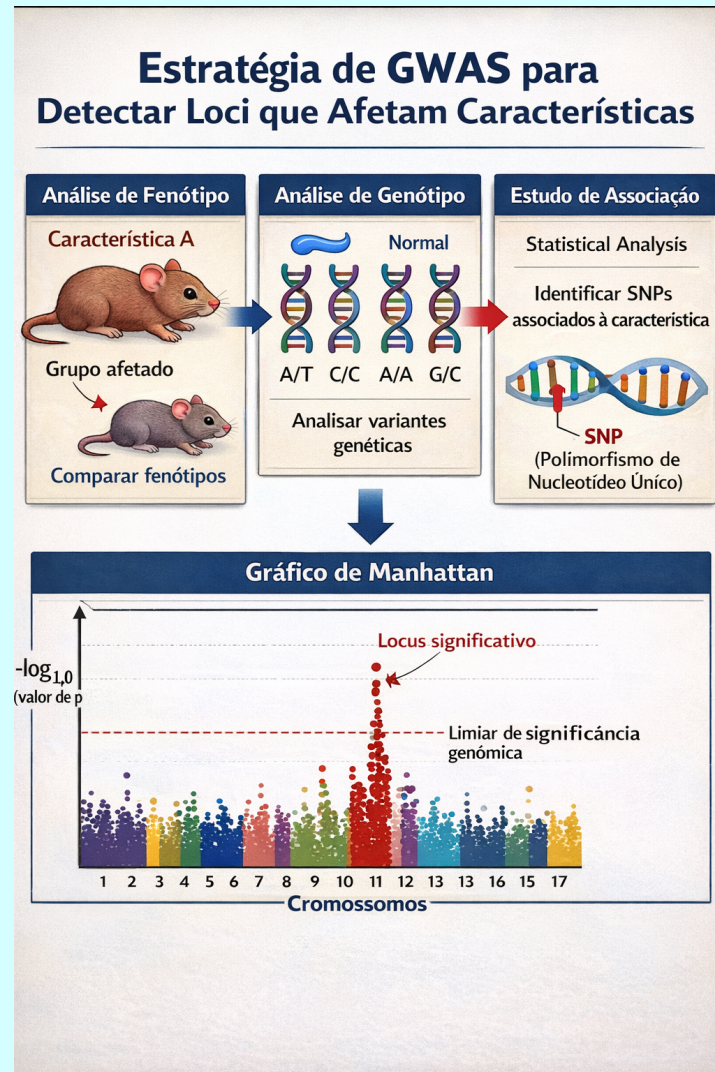 Estratégia de GWAS para
Detectar Loci que Afetam Características
Análise de Fenótipo
Característica A
Grupo afetado
Comparar fenótipos
Análise de Genótipo
Normal
A/T C/C A/A G/C
Analisar variantes
genéticas
Estudo de Associação
Statistical Analysis
Identificar SNPs
associados à característica
SNP
(Polimorfismo de
Nucleotídeo Úníco)
Gráfico de Manhattan
-log1,0
(valor de p
Locus significativo
Limiar de significáncia
genómica
1 2 3 4 5 6 7 8 9 10 11 12 13 13 16 15 17
Cromossomos